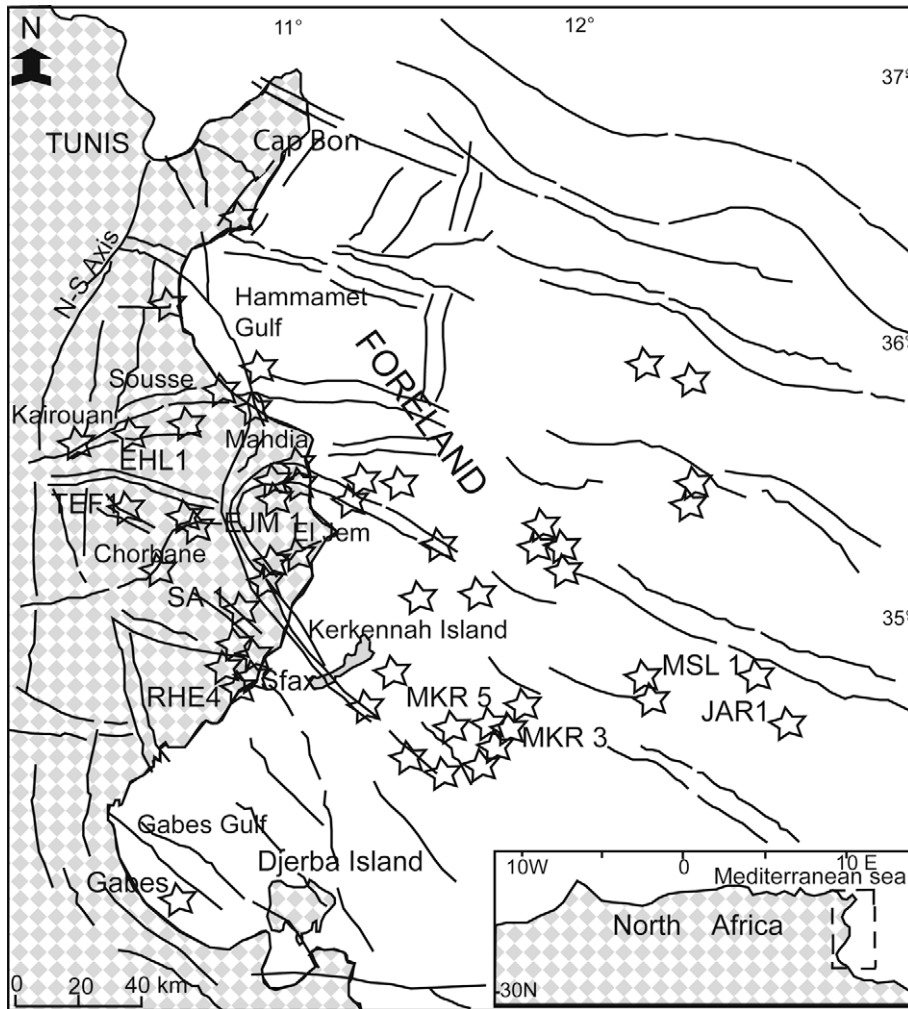 N
11°
12°
37°
TUNIS
Cap Bon
N-S Axis
Hammamet
Gulf
36°
FORELAND
Sousse
Kairouan
Mahdia
EHL1
TEF1
EJM 1
El Jem
Chorbane
SA 1
35°
Kerkennah Island
MSL 1
Sfax
RHE4
MKR 5
JAR1
MKR 3
Gabes Gulf
Djerba Island
Gabes
10W
0
10 E
Mediterranean sea
North Africa
30N
0 20 40 km